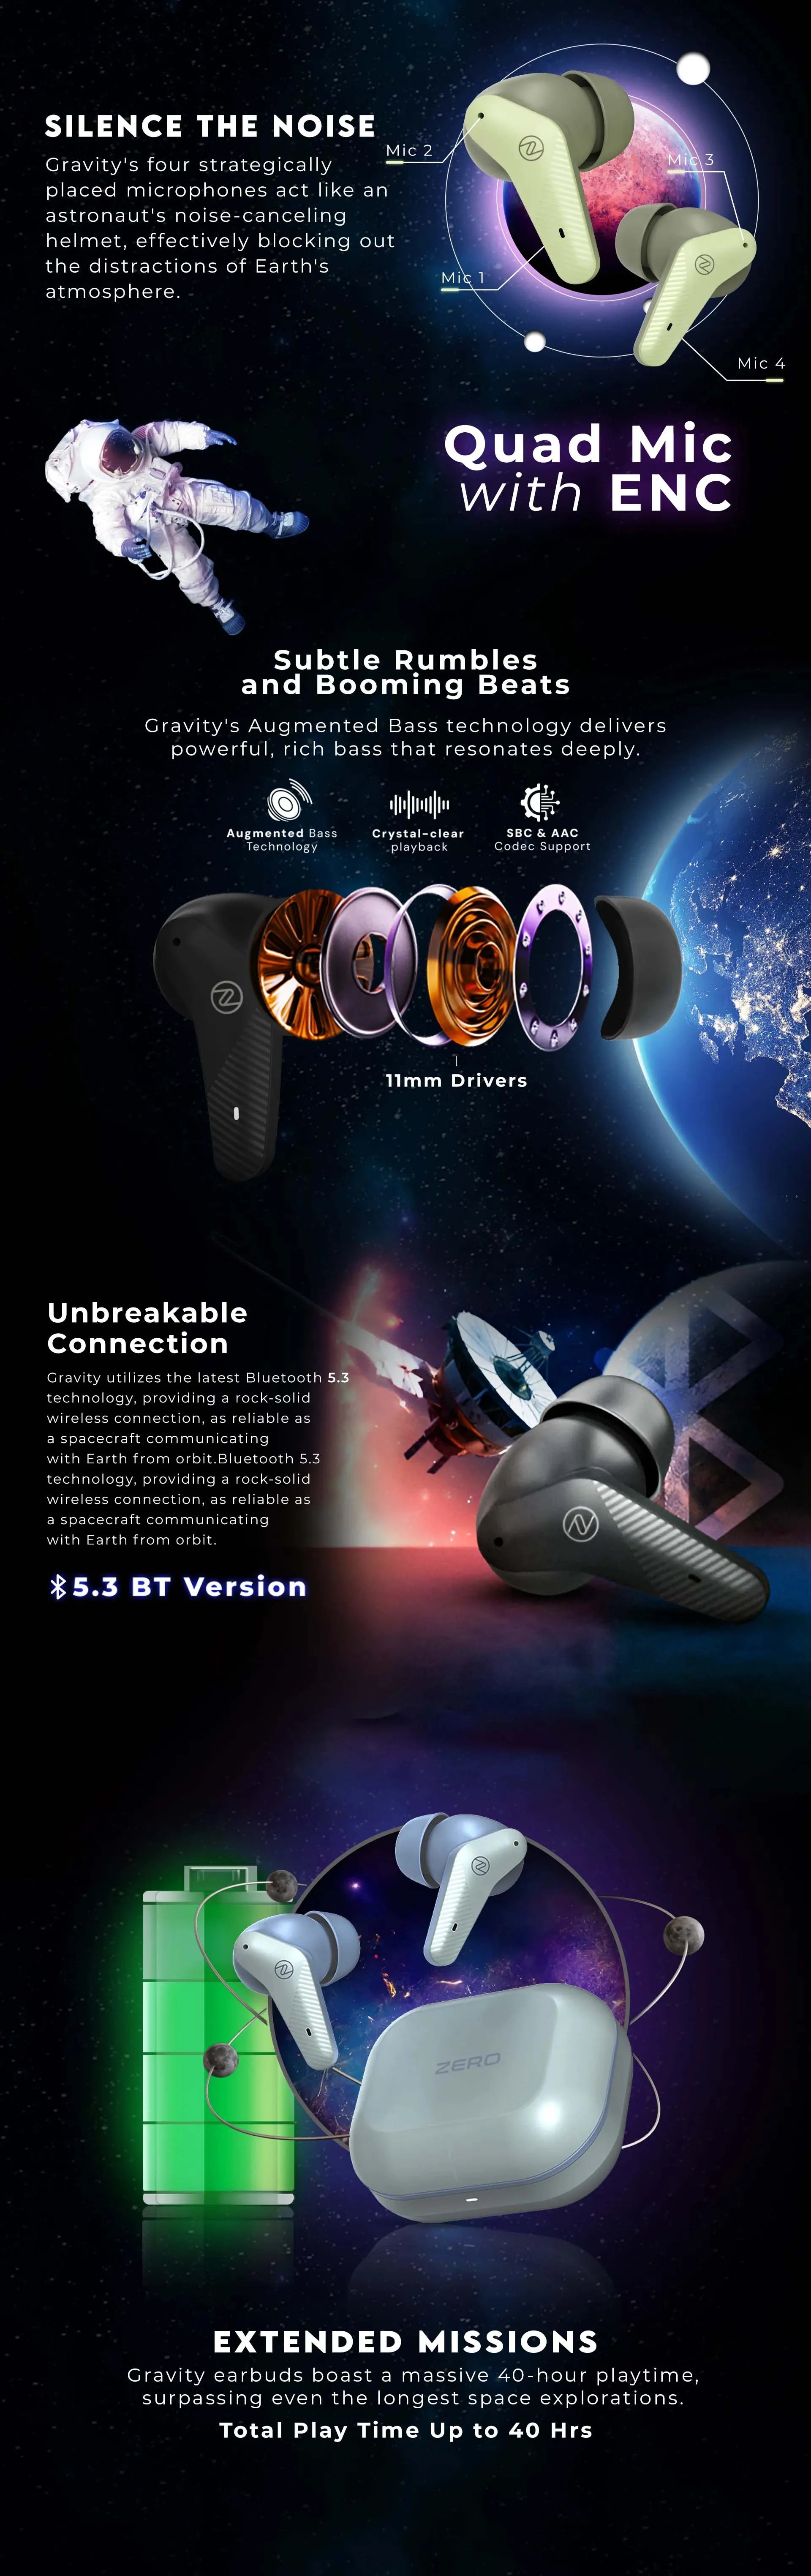 SILENCE THE NOISE
Gravity's four strategically
placed microphones act like an
astronaut's noise-canceling
helmet, effectively blocking out
the distractions of Earth's
atmosphere.
Mic 2
Mic 3
Mic 1
Mic 4
Quad Mic
with ENC
Subtle Rumbles
and Booming Beats
Gravity's Augmented Bass technology delivers
powerful, rich bass that resonates deeply.
Augmented Bass
Technology
Crystal-clear
playback
SBC & AAC
Codec Support
11mm Drivers
Unbreakable
Connection
Gravity utilizes the latest Bluetooth 5.3
technology, providing a rock-solid
wireless connection, as reliable as
a spacecraft communicating
with Earth from orbit.Bluetooth 5.3
technology, providing a rock-solid
wireless connection, as reliable as
a spacecraft communicating
with Earth from orbit.
5.3 BT Version
ZERO
EXTENDED MISSIONS
Gravity earbuds boast a massive 40-hour playtime,
surpassing even the longest space explorations.
Total Play Time Up to 40 Hrs